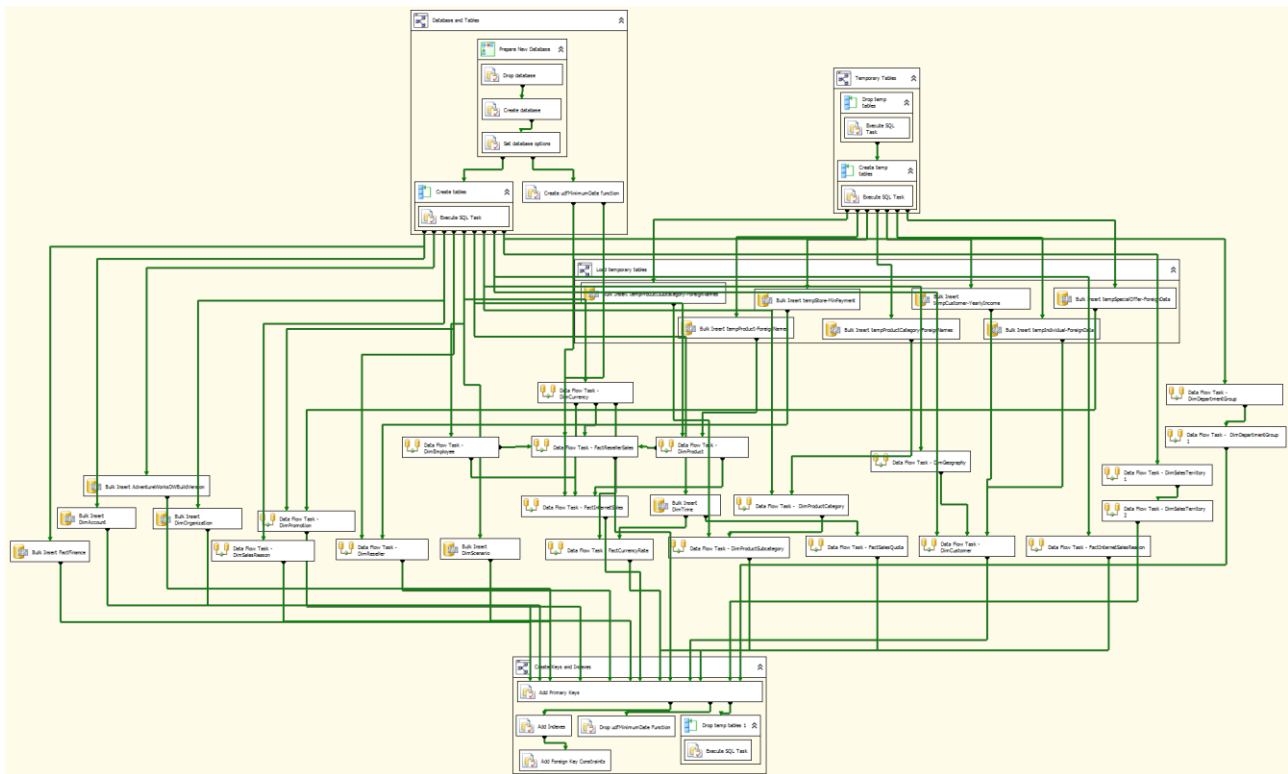 Database and Tables
Prepare New Database
Drop database
Create database
Set database options
Create tables
Execute SQL Task
Create udfMinimumDate function
Temporary Tables
Drop temp
tables
Execute SQL
Task
Create temp
tables
Execute SQL Task
Load temporary tables
Bulk Insert tempProductSubcategory-ForeignNames
Bulk Insert tempStore-MinPayment
Bulk Insert
tempCustomer-YearlyIncome
Bulk Insert tempSpecialOffer-ForeignData
Bulk Insert tempProduct-ForeignNames
Bulk Insert tempProductCategory-ForeignNames
Bulk Insert tempIndividual-ForeignData
Data Flow Task -
DimCurrency
Data Flow Task -
DimDepartmentGroup
Data Flow Task -
DimEmployee
Data Flow Task - FactResellerSales
Data Flow Task -
DimProduct
Data Flow Task - DimDepartmentGroup
1
Data Flow Task - DimGeography
Data Flow Task - DimSalesTerritory
1
Bulk Insert AdventureWorksDWBuildVersion
Data Flow Task - FactInternetSales
Bulk Insert
DimTime
Data Flow Task - DimProductCategory
Data Flow Task - DimSalesTerritory
Bulk Insert
DimAccount
Bulk Insert
DimOrganization
Data Flow Task -
DimPromotion
Bulk Insert FactFinance
Data Flow Task -
DimSalesReason
Data Flow Task -
DimReseller
Bulk Insert
DimScenario
Data Flow Task - FactCurrencyRate
Data Flow Task - DimProductSubcategory
Data Flow Task - FactSalesQuota
Data Flow Task -
DimCustomer
Data Flow Task - FactInternetSalesReason
Create Keys and Indexes
Add Primary Keys
Add Indexes
Drop udfMinimumDate Function
Drop temp tables 1
Execute SQL Task
Add Foreign Key Constraints